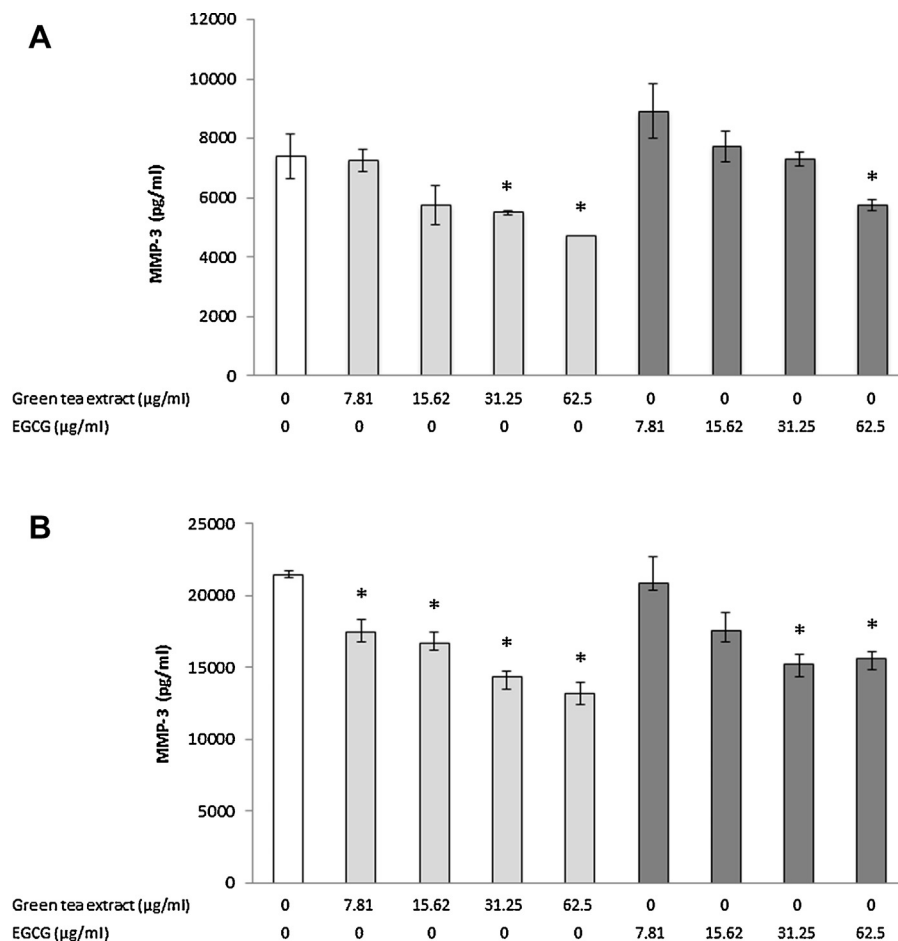 A
12000
10000
8000
6000
4000
2000
0
MMP-3 (pg/ml)
*
*
*
Green tea extract (µg/ml) 0 7.81 15.62 31.25 62.5 0 0 0 0
EGCG (µg/ml) 0 0 0 0 0 7.81 15.62 31.25 62.5
B
25000
20000
15000
10000
5000
0
MMP-3 (pg/ml)
*
*
*
*
*
*
Green tea extract (µg/ml) 0 7.81 15.62 31.25 62.5 0 0 0 0
EGCG (µg/ml) 0 0 0 0 0 7.81 15.62 31.25 62.5